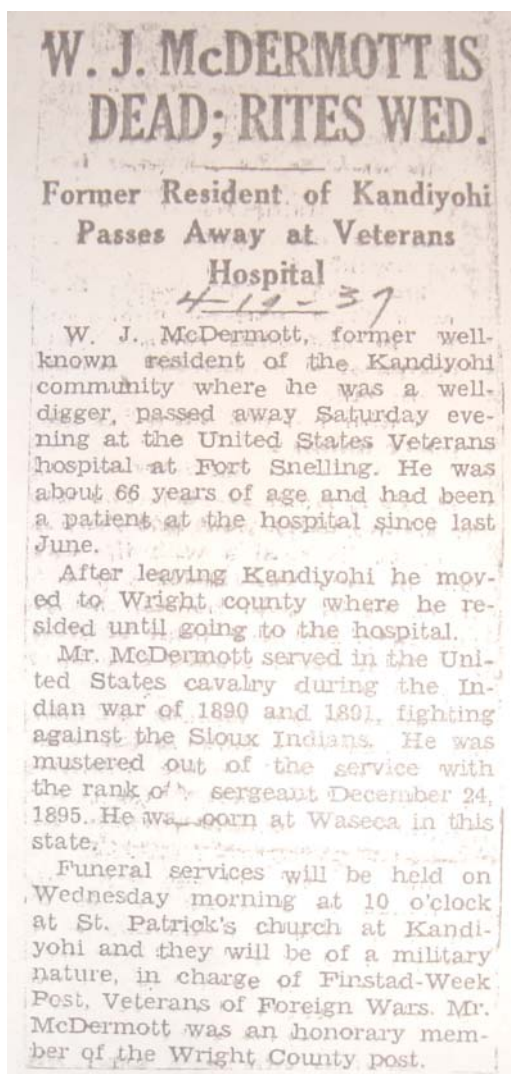 W. J. McDERMOTT IS
DEAD; RITES WED.
Former Resident of Kandiyohi
Passes Away at Veterans
Hospital
4-19-37
W. J. McDermott, former well-
known resident of the Kandiyohi
community where he was a well-
digger, passed away Saturday eve-
ning at the United States Veterans
hospital at Fort Snelling. He was
about 66 years of age and had been
a patient at the hospital since last
June.
After leaving Kandiyohi he mov-
ed to Wright county where he re-
sided until going to the hospital.
Mr. McDermott served in the Uni-
ted States cavalry during the In-
dian war of 1890 and 1891, fighting
against the Sioux Indians. He was
mustered out of the service with
the rank of sergeant December 24,
1895. He was born at Waseca in this
state.
Funeral services will be held on
Wednesday morning at 10 o'clock
at St. Patrick's church at Kandi-
yohi and they will be of a military
nature, in charge of Finstad-Week
Post, Veterans of Foreign Wars. Mr.
McDermott was an honorary mem-
ber of the Wright County post.